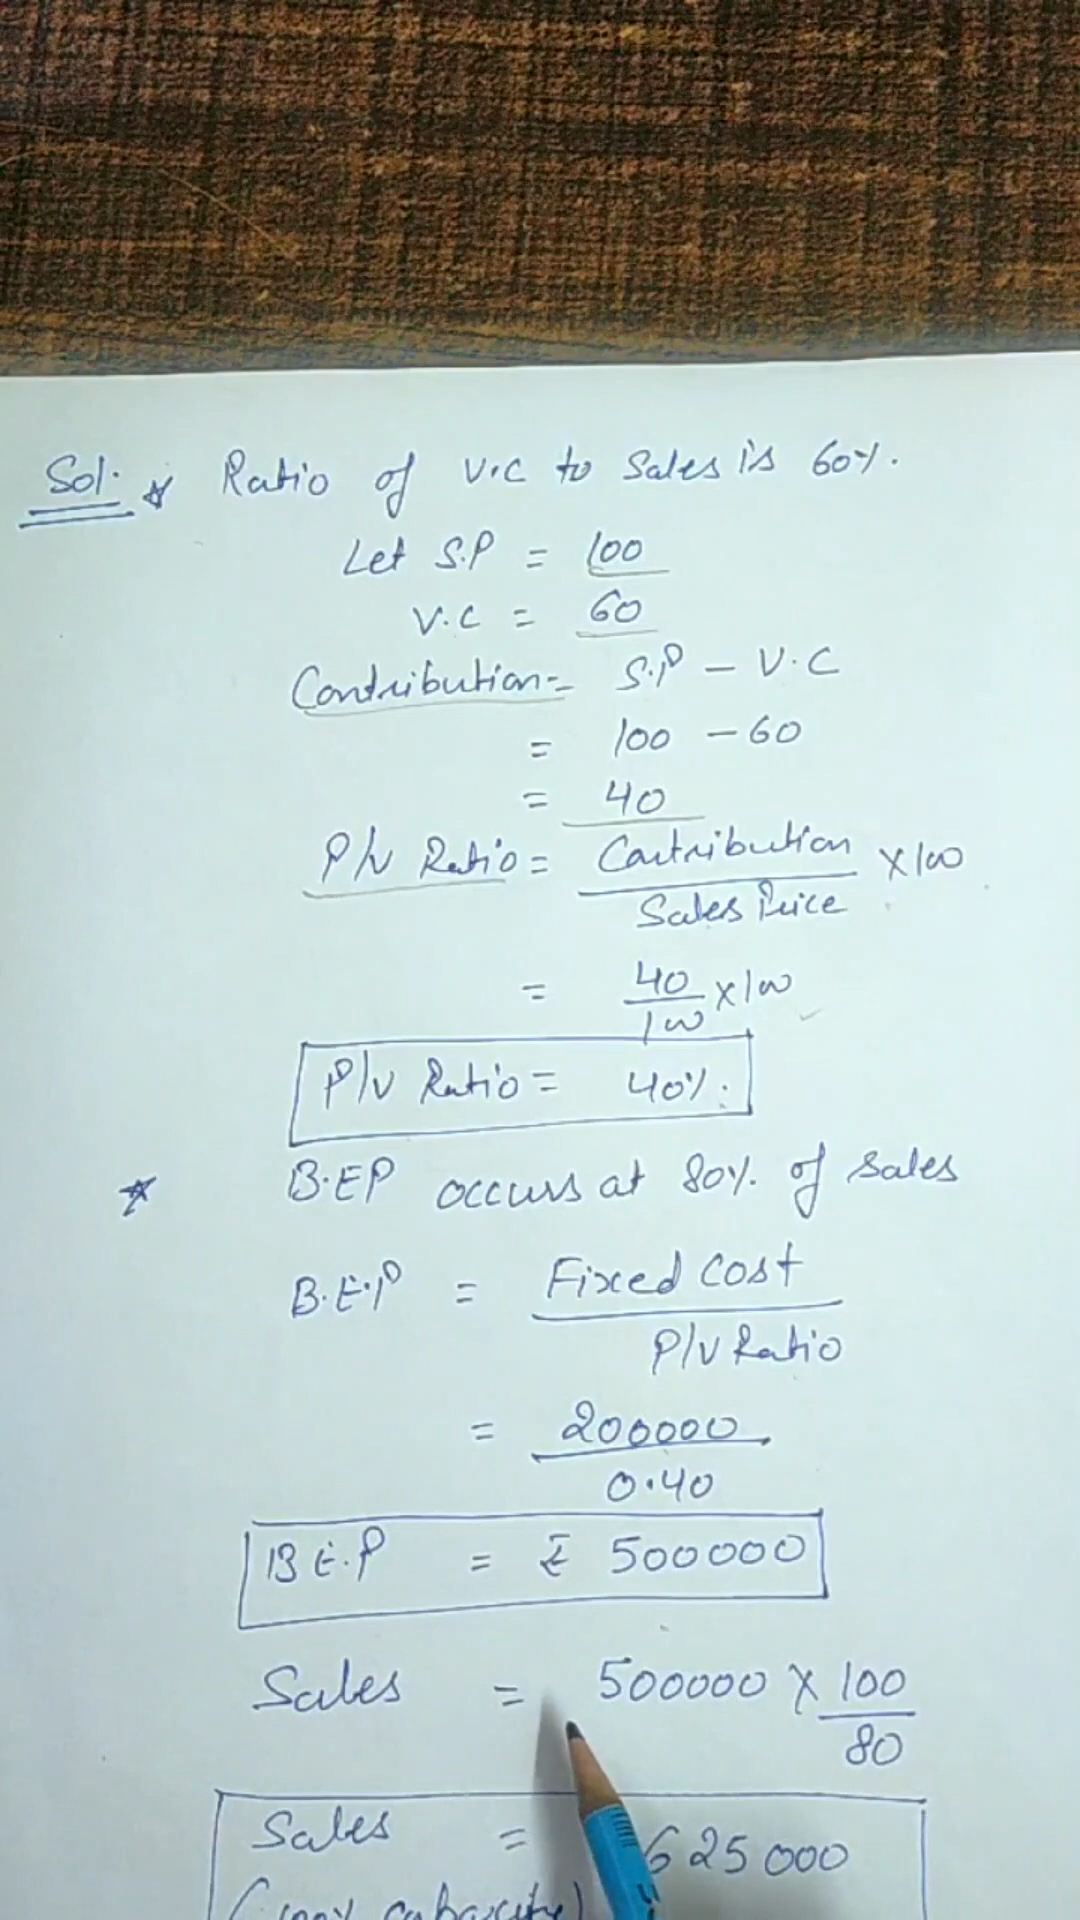 Sol. ☆ Ratio of V.C to Sales is 60%.
Let S.P = 100
V.C = 60
Contribution = S.P - V.C
= 100 - 60
= 40
P/V Ratio = Contribution / Sales Price × 100
= 40 / 100 × 100
P/V Ratio = 40%.
☆ B.EP occurs at 80% of sales
B.E.P = Fixed Cost / P/V Ratio
= 200000 / 0.40
B E.P = ₹ 500000
Sales = 500000 × 100 / 80
Sales = 625000
(100% capacity)